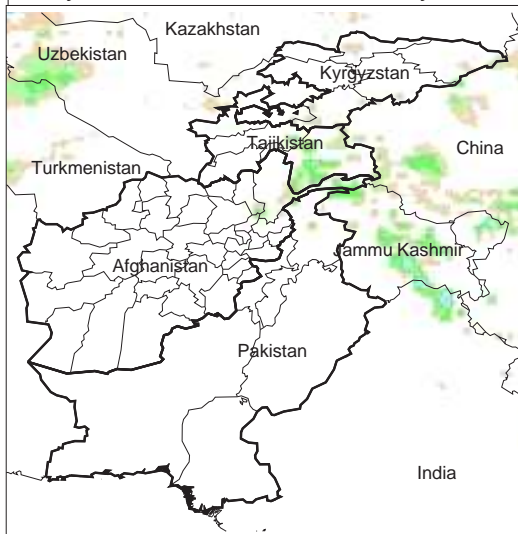 Kazakhstan
Uzbekistan
Kyrgyzstan
Tajikistan
China
Turkmenistan
Jammu Kashmir
Afghanistan
Pakistan
India